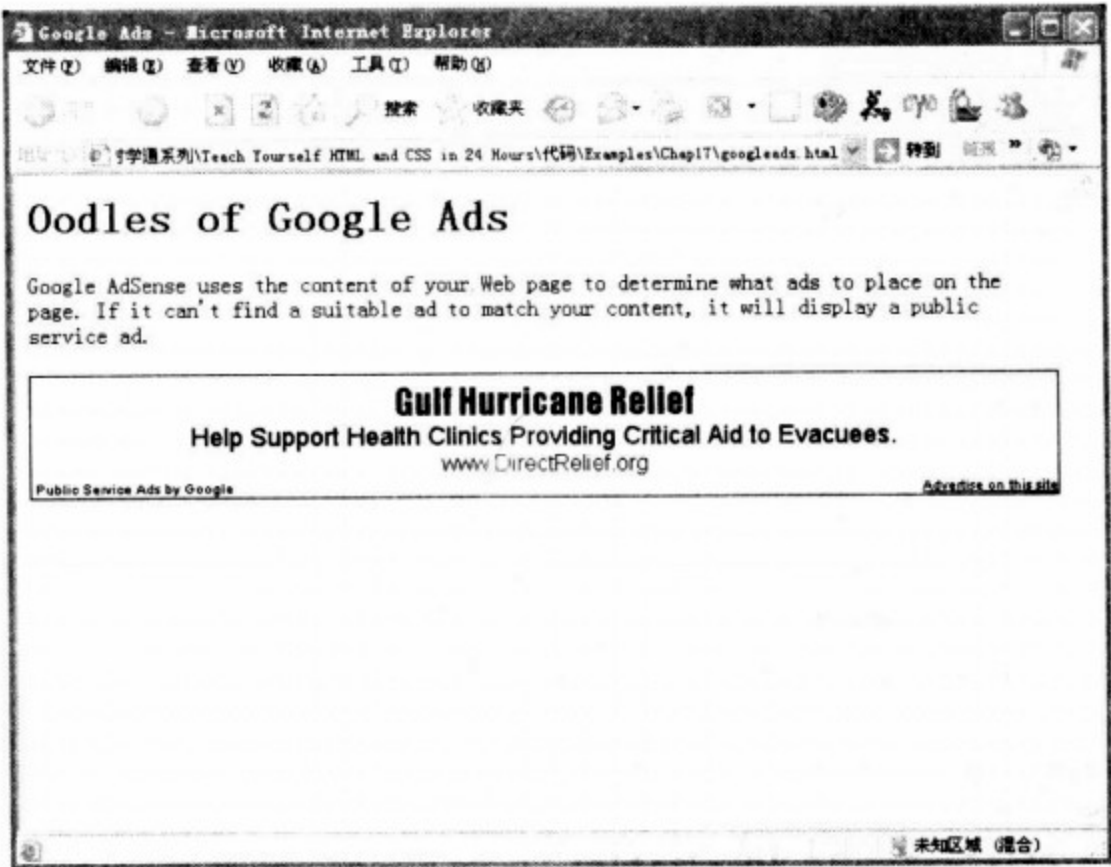 Google Ads - Microsoft Internet Explorer
文件(F) 编辑(E) 查看(V) 收藏(A) 工具(T) 帮助(H)
搜索 收藏夹
学通系列\Teach Yourself HTML and CSS in 24 Hours\代码\Examples\Chap17\googleads.html 转到 »
Oodles of Google Ads
Google AdSense uses the content of your Web page to determine what ads to place on the
page. If it can't find a suitable ad to match your content, it will display a public
service ad.
Gulf Hurricane Relief
Help Support Health Clinics Providing Critical Aid to Evacuees.
www.DirectRelief.org
Public Service Ads by Google Advertise on this site
未知区域 (混合)